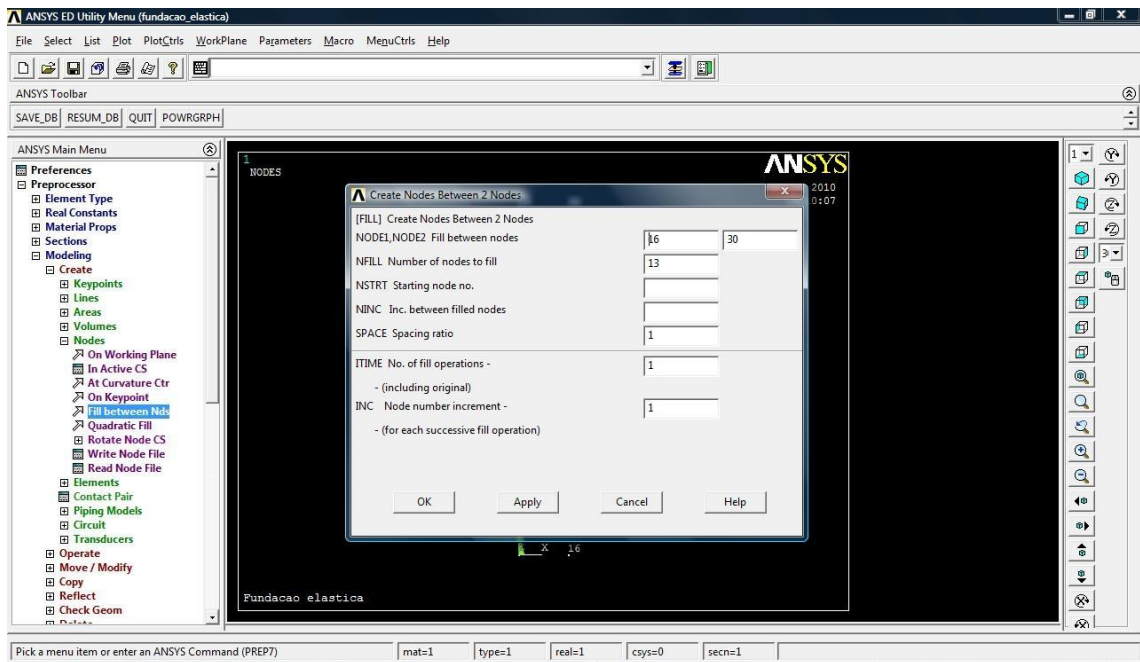 ANSYS ED Utility Menu (fundacao_elastica)
File Select List Plot PlotCtrls WorkPlane Parameters Macro MenuCtrls Help
ANSYS Toolbar
SAVE_DB RESUM_DB QUIT POWRGRPH
ANSYS Main Menu
Preferences
Preprocessor
Element Type
Real Constants
Material Props
Sections
Modeling
Create
Keypoints
Lines
Areas
Volumes
Nodes
On Working Plane
In Active CS
At Curvature Ctr
On Keypoint
Fill between Nds
Quadratic Fill
Rotate Node CS
Write Node File
Read Node File
Elements
Contact Pair
Piping Models
Circuit
Transducers
Operate
Move / Modify
Copy
Reflect
Check Geom
1
NODES
ANSYS
2010
0:07
Create Nodes Between 2 Nodes
[FILL] Create Nodes Between 2 Nodes
NODE1,NODE2 Fill between nodes 16 30
NFILL Number of nodes to fill 13
NSTRT Starting node no.
NINC Inc. between filled nodes
SPACE Spacing ratio 1
ITIME No. of fill operations - 1
- (including original)
INC Node number increment - 1
- (for each successive fill operation)
OK Apply Cancel Help
X 16
Fundacao elastica
1
Pick a menu item or enter an ANSYS Command (PREP7) mat=1 type=1 real=1 csys=0 secn=1